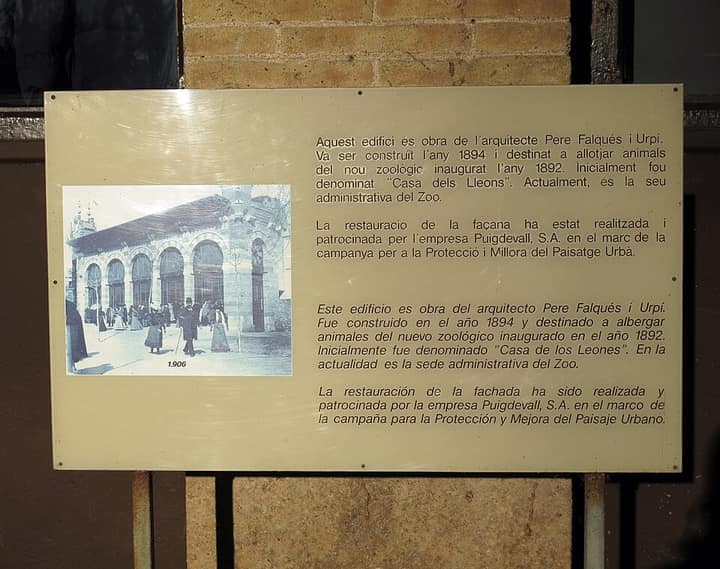 Aquest edifici és obra de l'arquitecte Pere Falqués i Urpí.
Va ser construït l'any 1894 i destinat a allotjar animals
del nou zoològic inaugurat l'any 1892. Inicialment fou
denominat "Casa dels Lleons". Actualment, és la seu
administrativa del Zoo.
La restauració de la façana ha estat realitzada i
patrocinada per l'empresa Puigdevall, S.A. en el marc de la
campanya per a la Protecció i Millora del Paisatge Urbà.
1.906
Este edificio es obra del arquitecto Pere Falqués i Urpí.
Fue construido en el año 1894 y destinado a albergar
animales del nuevo zoológico inaugurado en el año 1892.
Inicialmente fue denominado "Casa de los Leones". En la
actualidad es la sede administrativa del Zoo.
La restauración de la fachada ha sido realizada y
patrocinada por la empresa Puigdevall, S.A. en el marco de
la campaña para la Protección y Mejora del Paisaje Urbano.